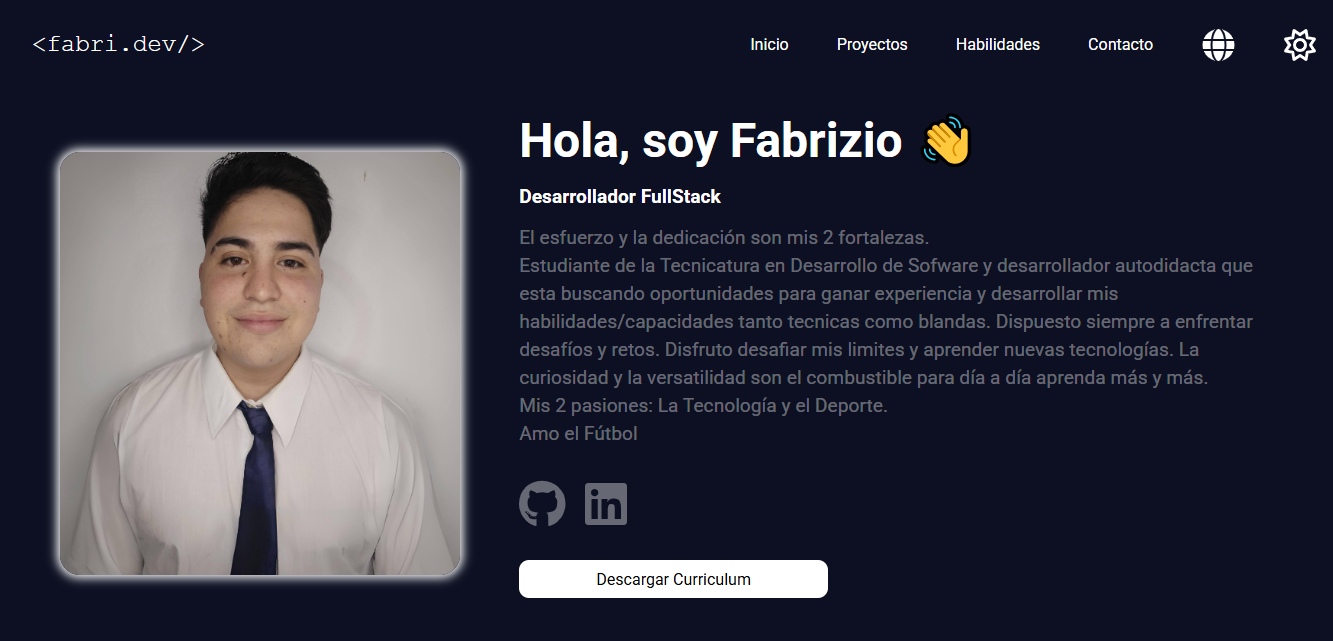 <fabri.dev/>
Inicio
Proyectos
Habilidades
Contacto
Hola, soy Fabrizio 👋
Desarrollador FullStack
El esfuerzo y la dedicación son mis 2 fortalezas.
Estudiante de la Tecnicatura en Desarrollo de Sofware y desarrollador autodidacta que
esta buscando oportunidades para ganar experiencia y desarrollar mis
habilidades/capacidades tanto tecnicas como blandas. Dispuesto siempre a enfrentar
desafíos y retos. Disfruto desafiar mis limites y aprender nuevas tecnologías. La
curiosidad y la versatilidad son el combustible para día a día aprenda más y más.
Mis 2 pasiones: La Tecnología y el Deporte.
Amo el Fútbol
in
Descargar Curriculum